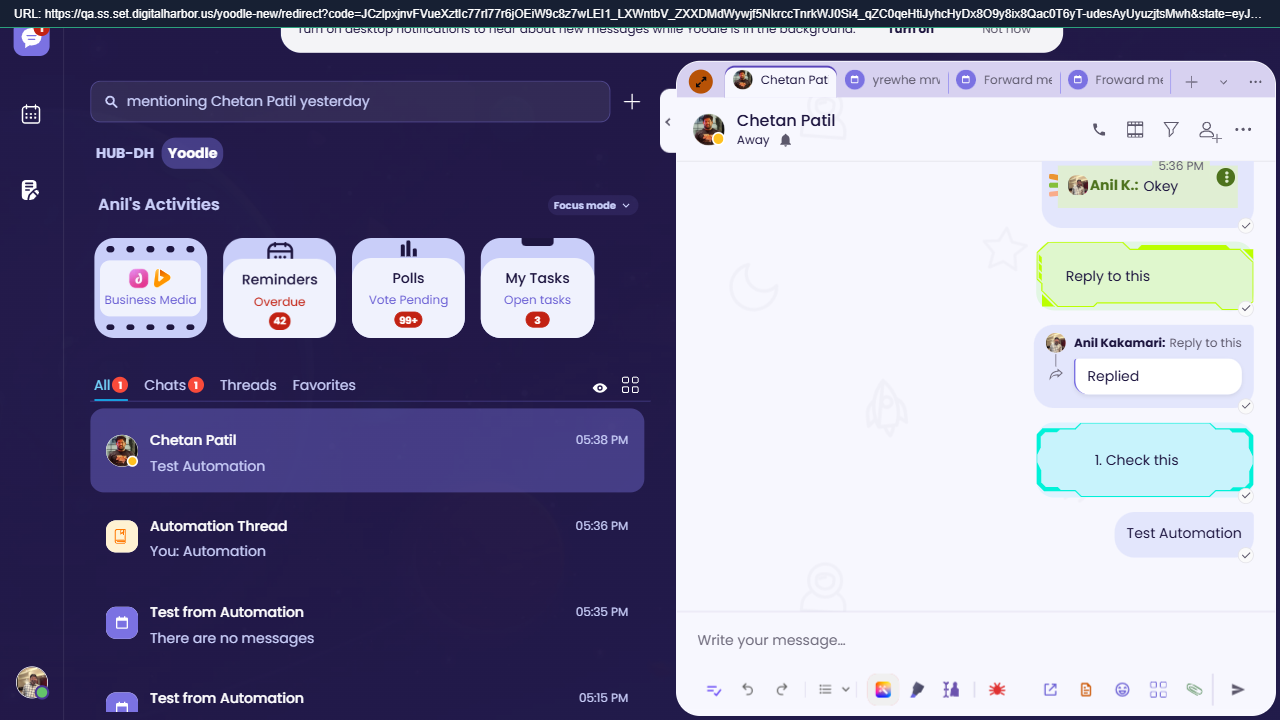 URL: https://qa.ss.set.digitalharbor.us/yoodle-new/redirect?code=JCzlpxjnvFVueXztlc77rI77r6jOEiW9c8z7wLEI1_LXWntbV_ZXXDMdWywjf5NkrccTnrkWJ0Si4_qZC0qeHtiJyhcHyDx8O9y8ix8Qac0T6yT-udesAyUyuzjtsMwh&state=eyJ...
Turn on desktop notifications to hear about new messages while Yoodle is in the background. Turn on Not now
mentioning Chetan Patil yesterday
HUB-DH Yoodle
Anil's Activities
Focus mode
Business Media
Reminders
Overdue
42
Polls
Vote Pending
99+
My Tasks
Open tasks
3
All 1 Chats 1 Threads Favorites
Chetan Patil 05:38 PM
Test Automation
Automation Thread 05:36 PM
You: Automation
Test from Automation 05:35 PM
There are no messages
Test from Automation 05:15 PM
Chetan Pat yrewhe mrv Forward me Froward me
Chetan Patil
Away
5:36 PM
Anil K.: Okey
Reply to this
Anil Kakamari: Reply to this
Replied
1. Check this
Test Automation
Write your message...